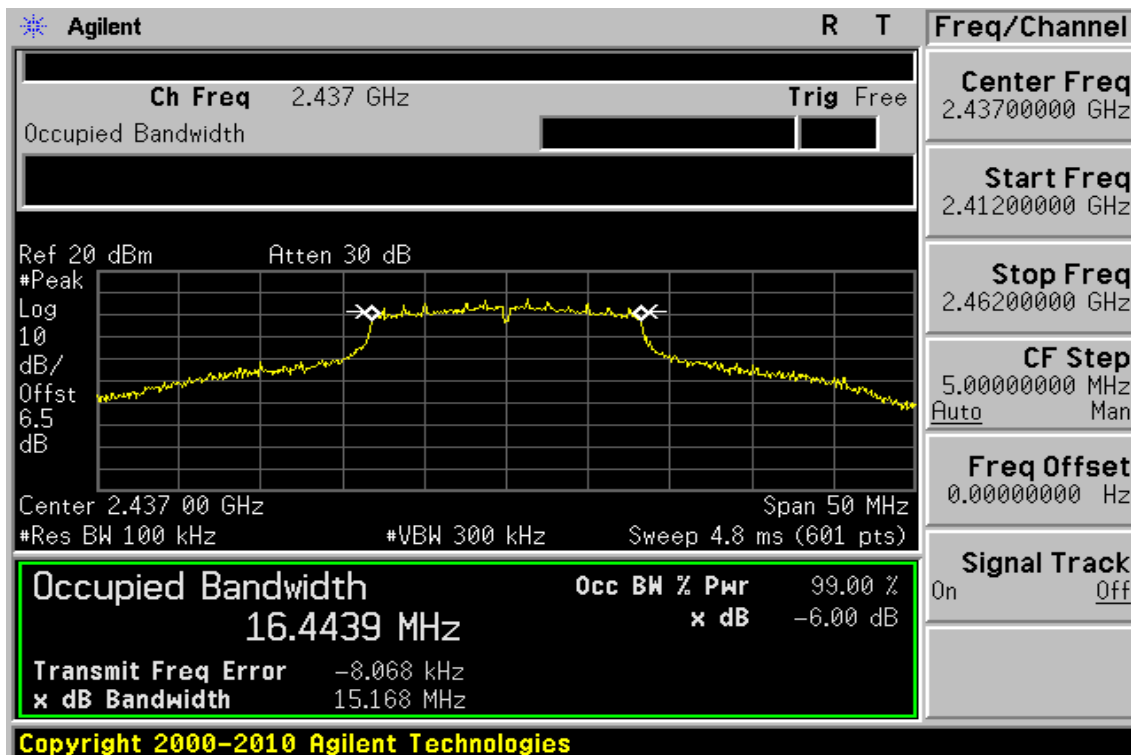 Agilent R T
Ch Freq 2.437 GHz Trig Free
Occupied Bandwidth
Ref 20 dBm Atten 30 dB
#Peak
Log
10
dB/
Offst
6.5
dB
Center 2.437 00 GHz Span 50 MHz
#Res BW 100 kHz #VBW 300 kHz Sweep 4.8 ms (601 pts)
Occupied Bandwidth Occ BW % Pwr 99.00 %
16.4439 MHz x dB -6.00 dB
Transmit Freq Error -8.068 kHz
x dB Bandwidth 15.168 MHz
Copyright 2000-2010 Agilent Technologies
Freq/Channel
Center Freq
2.43700000 GHz
Start Freq
2.41200000 GHz
Stop Freq
2.46200000 GHz
CF Step
5.00000000 MHz
Auto Man
Freq Offset
0.00000000 Hz
Signal Track
On Off